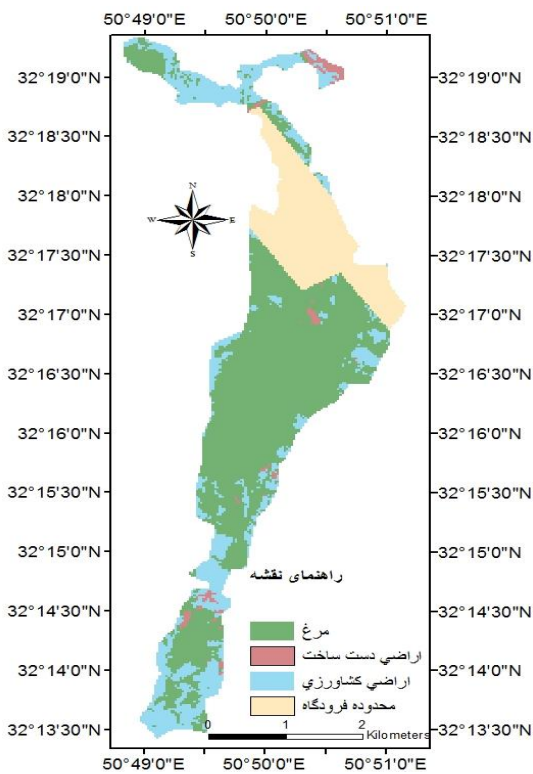 50°49'0"E 50°50'0"E 50°51'0"E
32°19'0"N 32°19'0"N
32°18'30"N 32°18'30"N
32°18'0"N 32°18'0"N
N
W E
S
32°17'30"N 32°17'30"N
32°17'0"N 32°17'0"N
32°16'30"N 32°16'30"N
32°16'0"N 32°16'0"N
32°15'30"N 32°15'30"N
32°15'0"N 32°15'0"N
راهنمای نقشه
32°14'30"N 32°14'30"N
مرغ
اراضي دست ساخت
32°14'0"N 32°14'0"N
اراضي كشاورزي
محدوده فرودگاه
32°13'30"N 32°13'30"N
0 1 2
Kilometers
50°49'0"E 50°50'0"E 50°51'0"E